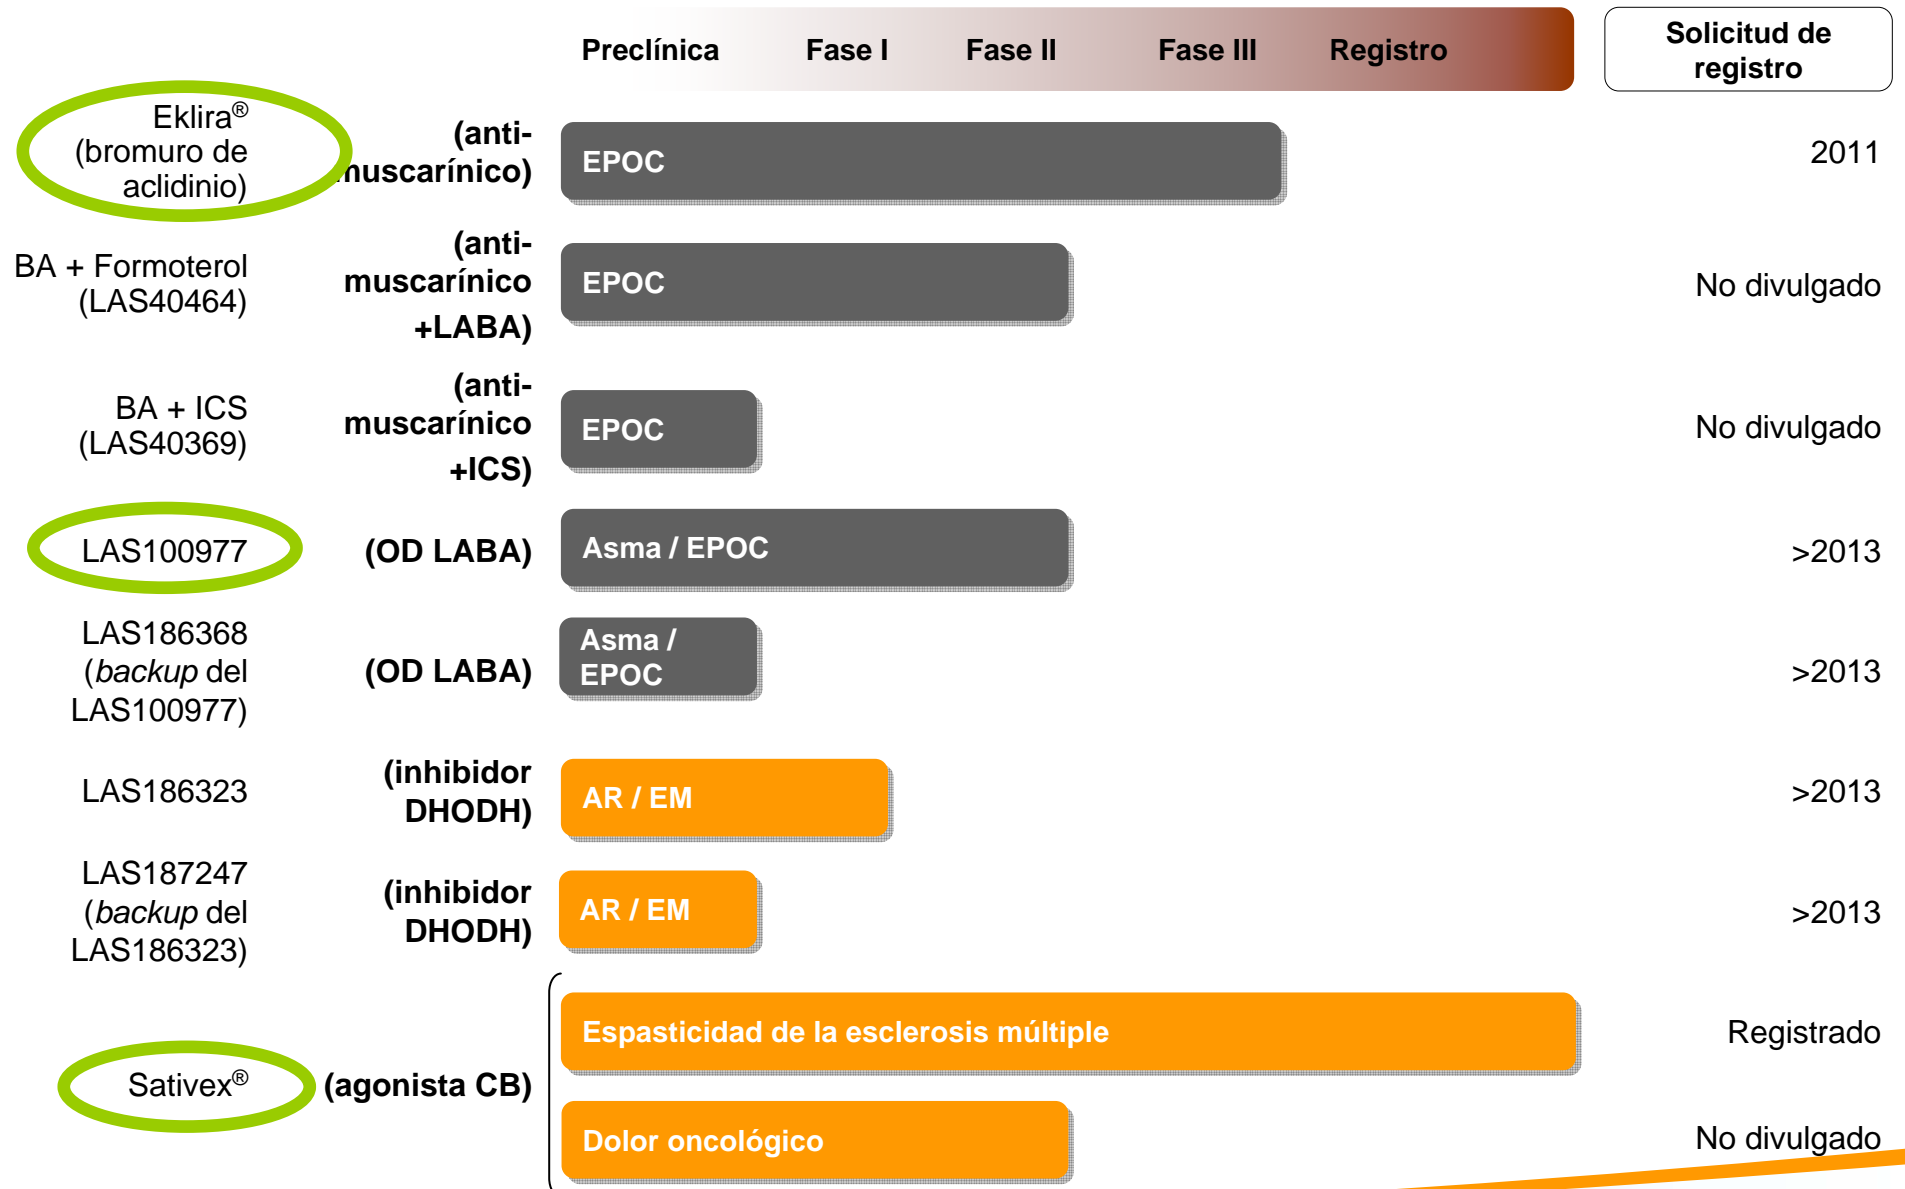 Preclínica Fase I Fase II Fase III Registro
Solicitud de
registro
Eklira®
(bromuro de
aclidinio)
(anti-
muscarínico)
EPOC
2011
BA + Formoterol
(LAS40464)
(anti-
muscarínico
+LABA)
EPOC
No divulgado
BA + ICS
(LAS40369)
(anti-
muscarínico
+ICS)
EPOC
No divulgado
LAS100977
(OD LABA)
Asma / EPOC
>2013
LAS186368
(backup del
LAS100977)
(OD LABA)
Asma /
EPOC
>2013
LAS186323
(inhibidor
DHODH)
AR / EM
>2013
LAS187247
(backup del
LAS186323)
(inhibidor
DHODH)
AR / EM
>2013
Sativex®
(agonista CB)
Espasticidad de la esclerosis múltiple
Registrado
Dolor oncológico
No divulgado